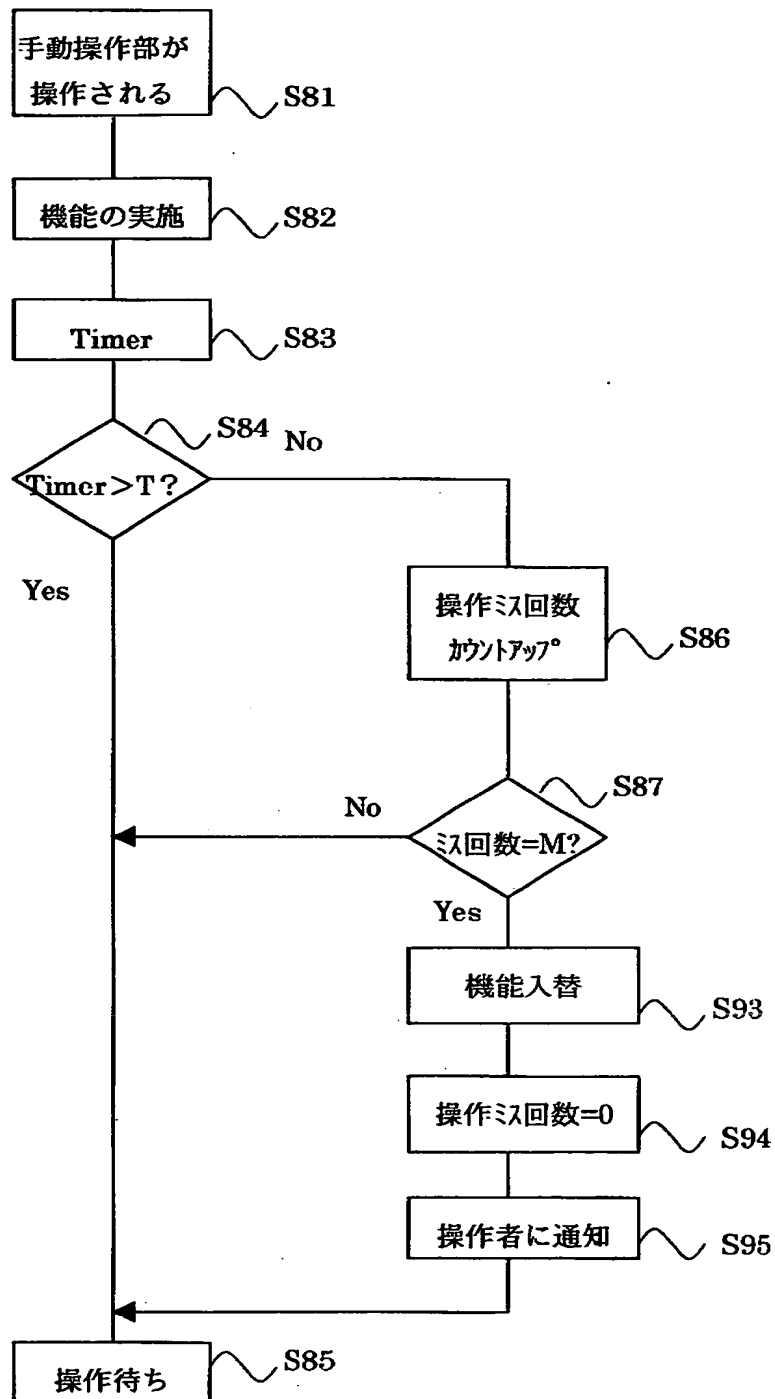 手動操作部が
操作される
S81
機能の実施
S82
Timer
S83
S84
No
Timer>T?
Yes
操作ﾐｽ回数
ｶｳﾝﾄｱｯﾌﾟ
S86
S87
No
ﾐｽ回数=M?
Yes
機能入替
S93
操作ﾐｽ回数=0
S94
操作者に通知
S95
操作待ち
S85